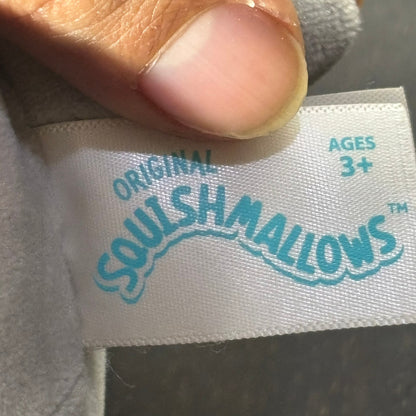 ORIGINAL
SQUISHMALLOWS™
AGES
3+